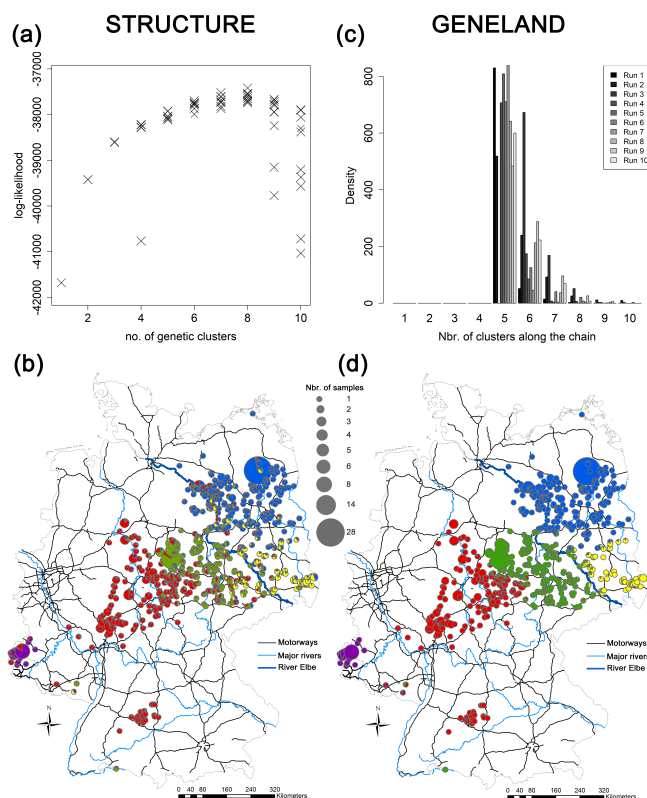 STRUCTURE
GENELAND
(a)
-37000
-38000
-39000
-40000
-41000
-42000
log-likelihood
2
4
6
8
10
no. of genetic clusters
(c)
800
600
400
200
0
Density
1
2
3
4
5
6
7
8
9
10
Nbr. of clusters along the chain
Run 1
Run 2
Run 3
Run 4
Run 5
Run 6
Run 7
Run 8
Run 9
Run 10
(b)
Nbr. of samples
1
2
3
4
5
6
8
14
28
Motorways
Major rivers
River Elbe
N
0 40 80 160 240 320
Kilometers
(d)
Motorways
Major rivers
River Elbe
N
0 40 80 160 240 320
Kilometers